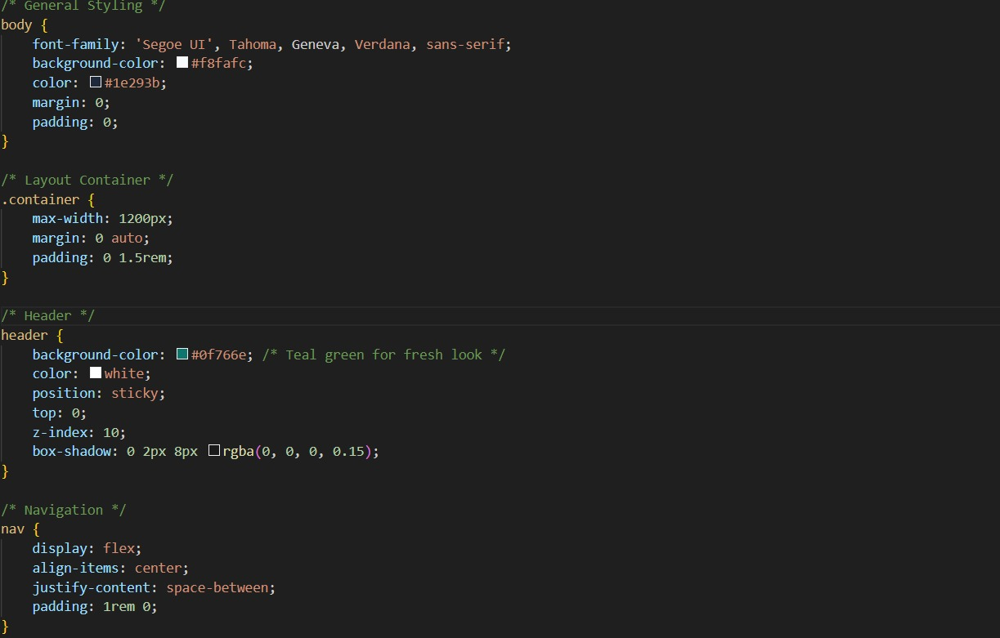 /* General Styling */
body {
    font-family: 'Segoe UI', Tahoma, Geneva, Verdana, sans-serif;
    background-color: #f8fafc;
    color: #1e293b;
    margin: 0;
    padding: 0;
}

/* Layout Container */
.container {
    max-width: 1200px;
    margin: 0 auto;
    padding: 0 1.5rem;
}

/* Header */
header {
    background-color: #0f766e; /* Teal green for fresh look */
    color: white;
    position: sticky;
    top: 0;
    z-index: 10;
    box-shadow: 0 2px 8px rgba(0, 0, 0, 0.15);
}

/* Navigation */
nav {
    display: flex;
    align-items: center;
    justify-content: space-between;
    padding: 1rem 0;
}